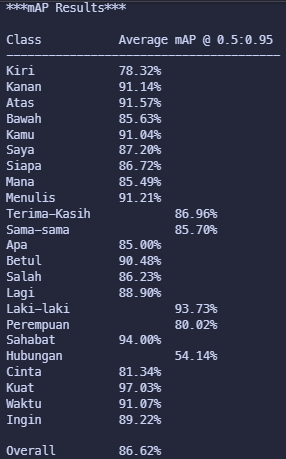 ***mAP Results***
Class Average mAP @ 0.5:0.95
Kiri 78.32%
Kanan 91.14%
Atas 91.57%
Bawah 85.63%
Kamu 91.04%
Saya 87.20%
Siapa 86.72%
Mana 85.49%
Menulis 91.21%
Terima-Kasih 86.96%
Sama-sama 85.70%
Apa 85.00%
Betul 90.48%
Salah 86.23%
Lagi 88.90%
Laki-laki 93.73%
Perempuan 80.02%
Sahabat 94.00%
Hubungan 54.14%
Cinta 81.34%
Kuat 97.03%
Waktu 91.07%
Ingin 89.22%
Overall 86.62%